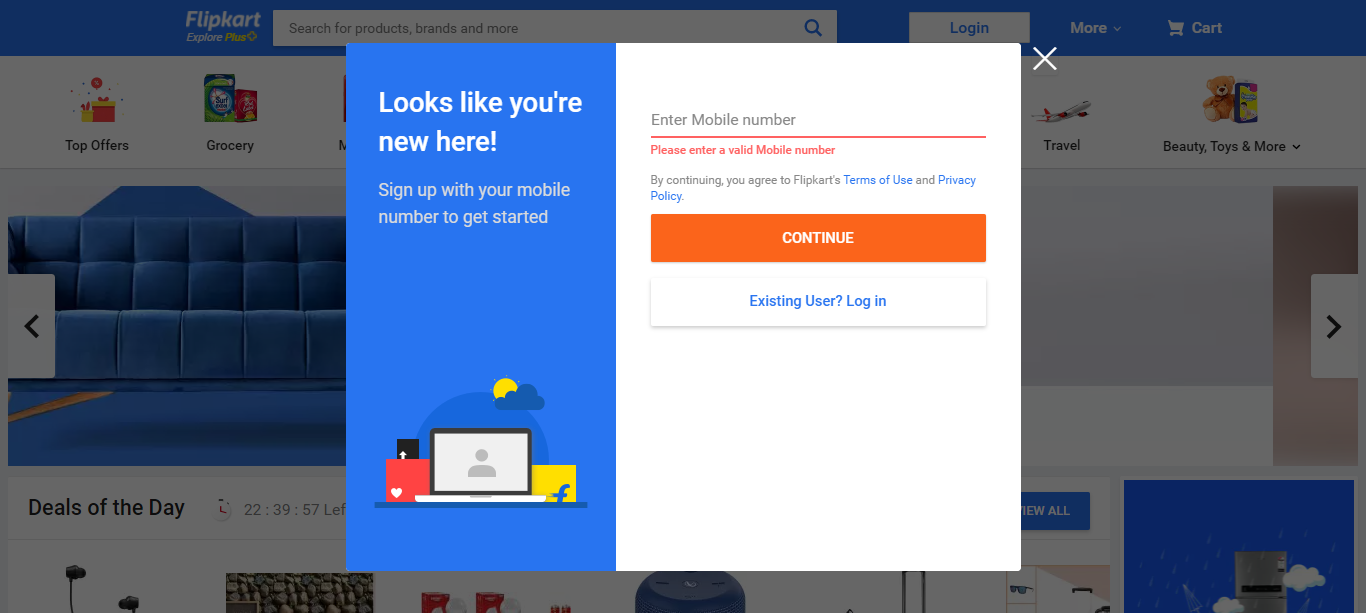 Flipkart
Explore Plus
Search for products, brands and more
Login
More
Cart
Top Offers
Grocery
Travel
Beauty, Toys & More
Looks like you're
new here!
Sign up with your mobile
number to get started
Enter Mobile number
Please enter a valid Mobile number
By continuing, you agree to Flipkart's Terms of Use and Privacy
Policy.
CONTINUE
Existing User? Log in
Deals of the Day
22 : 39 : 57 Lef
VIEW ALL